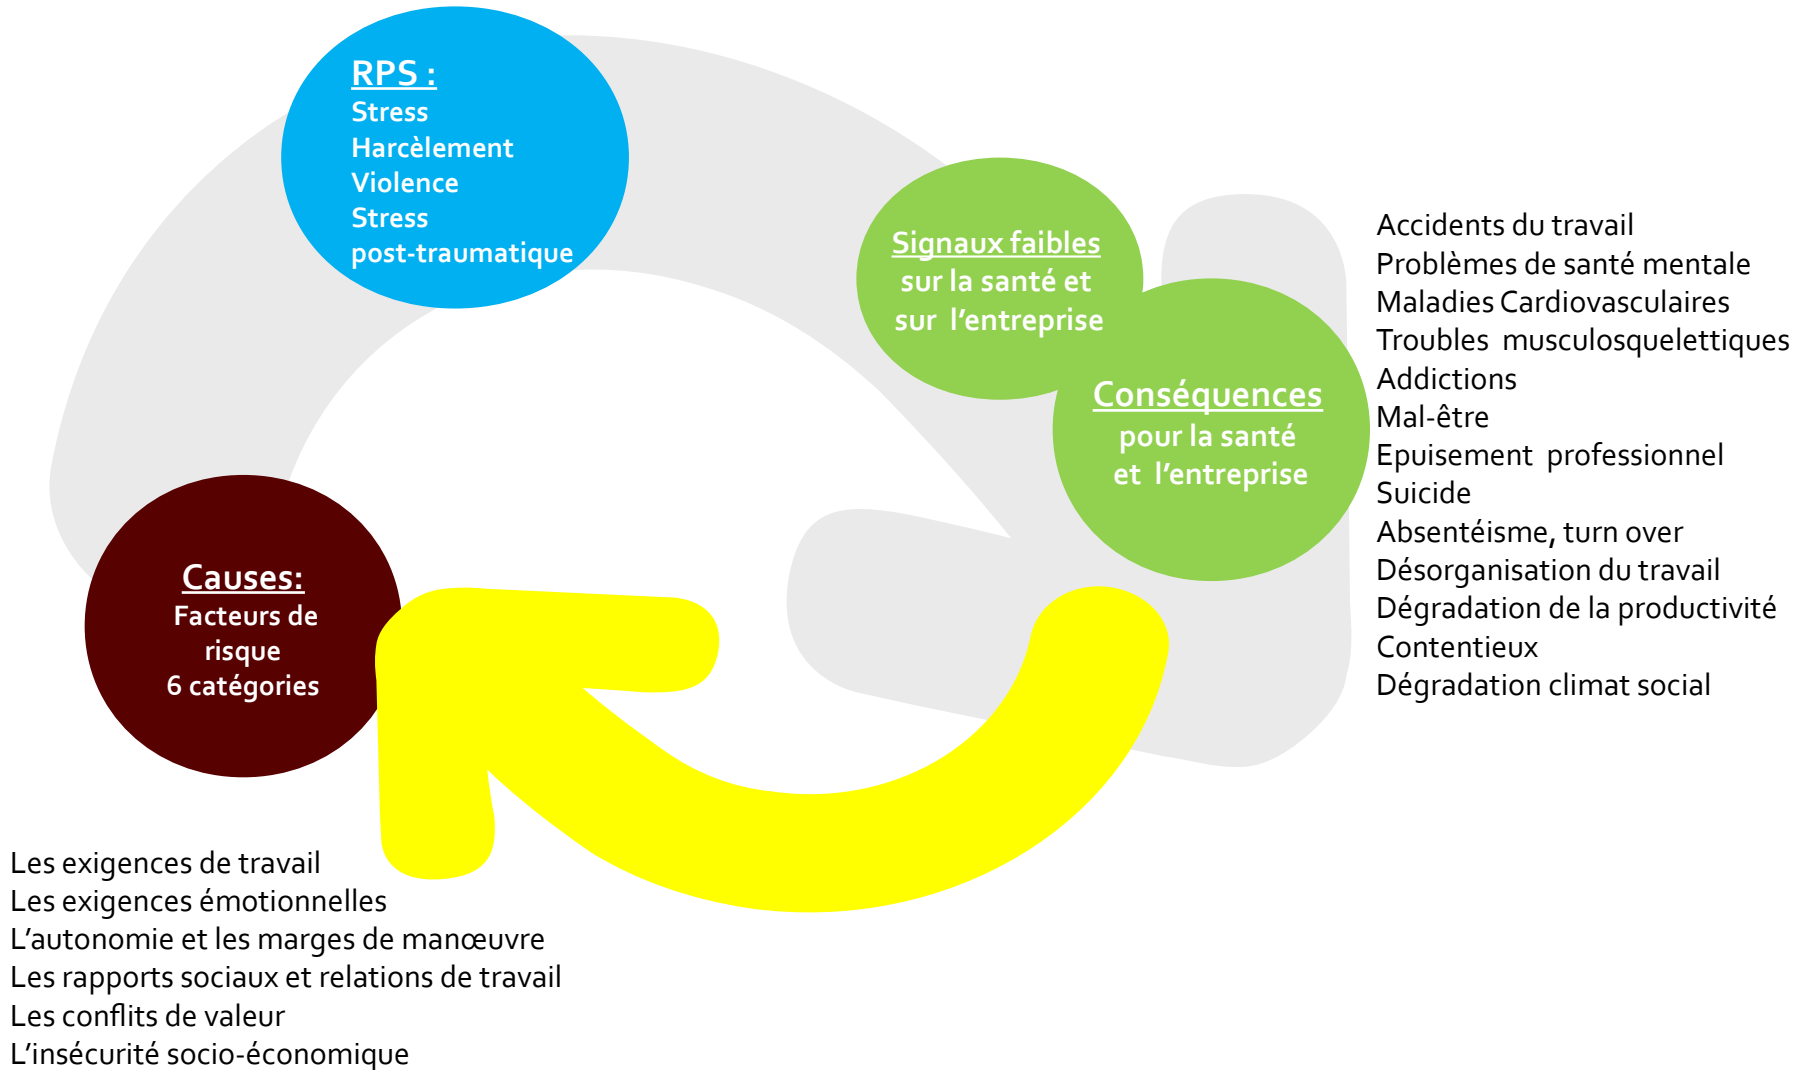 RPS :
Stress
Harcèlement
Violence
Stress
post-traumatique
Signaux faibles
sur la santé et
sur l'entreprise
Conséquences
pour la santé
et l'entreprise
Accidents du travail
Problèmes de santé mentale
Maladies Cardiovasculaires
Troubles musculosquelettiques
Addictions
Mal-être
Epuisement professionnel
Suicide
Absentéisme, turn over
Désorganisation du travail
Dégradation de la productivité
Contentieux
Dégradation climat social
Causes:
Facteurs de
risque
6 catégories
Les exigences de travail
Les exigences émotionnelles
L'autonomie et les marges de manœuvre
Les rapports sociaux et relations de travail
Les conflits de valeur
L'insécurité socio-économique